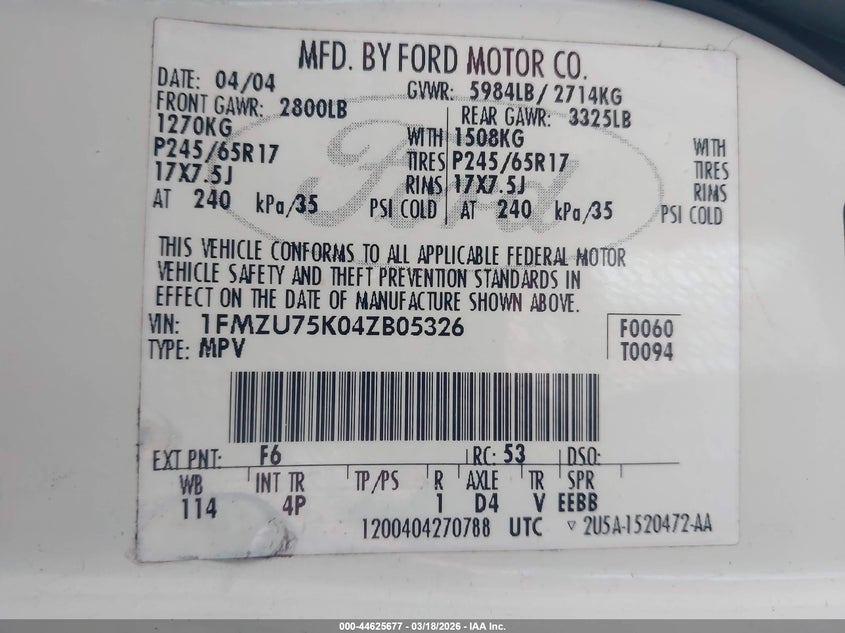 MFD. BY FORD MOTOR CO.
DATE: 04/04 GVWR: 5984LB/ 2714KG
FRONT GAWR: 2800LB REAR GAWR: 3325LB
1270KG WITH 1508KG WITH
P245/65R17 TIRES P245/65R17 TIRES
17X7.5J RIMS 17X7.5J RIMS
AT 240 kPa/35 PSI COLD AT 240 kPa/35 PSI COLD
Ford
THIS VEHICLE CONFORMS TO ALL APPLICABLE FEDERAL MOTOR
VEHICLE SAFETY AND THEFT PREVENTION STANDARDS IN
EFFECT ON THE DATE OF MANUFACTURE SHOWN ABOVE.
VIN: 1FMZU75K04ZB05326 F0060
TYPE: MPV T0094
EXT PNT: F6 RC: 53 DSO:
WB INT TR TP/PS R AXLE TR SPR
114 4P 1 D4 V EEBB
1200404270788 UTC ▽ 2U5A-1520472-AA
000-44625677 — 03/18/2026 — IAA Inc.